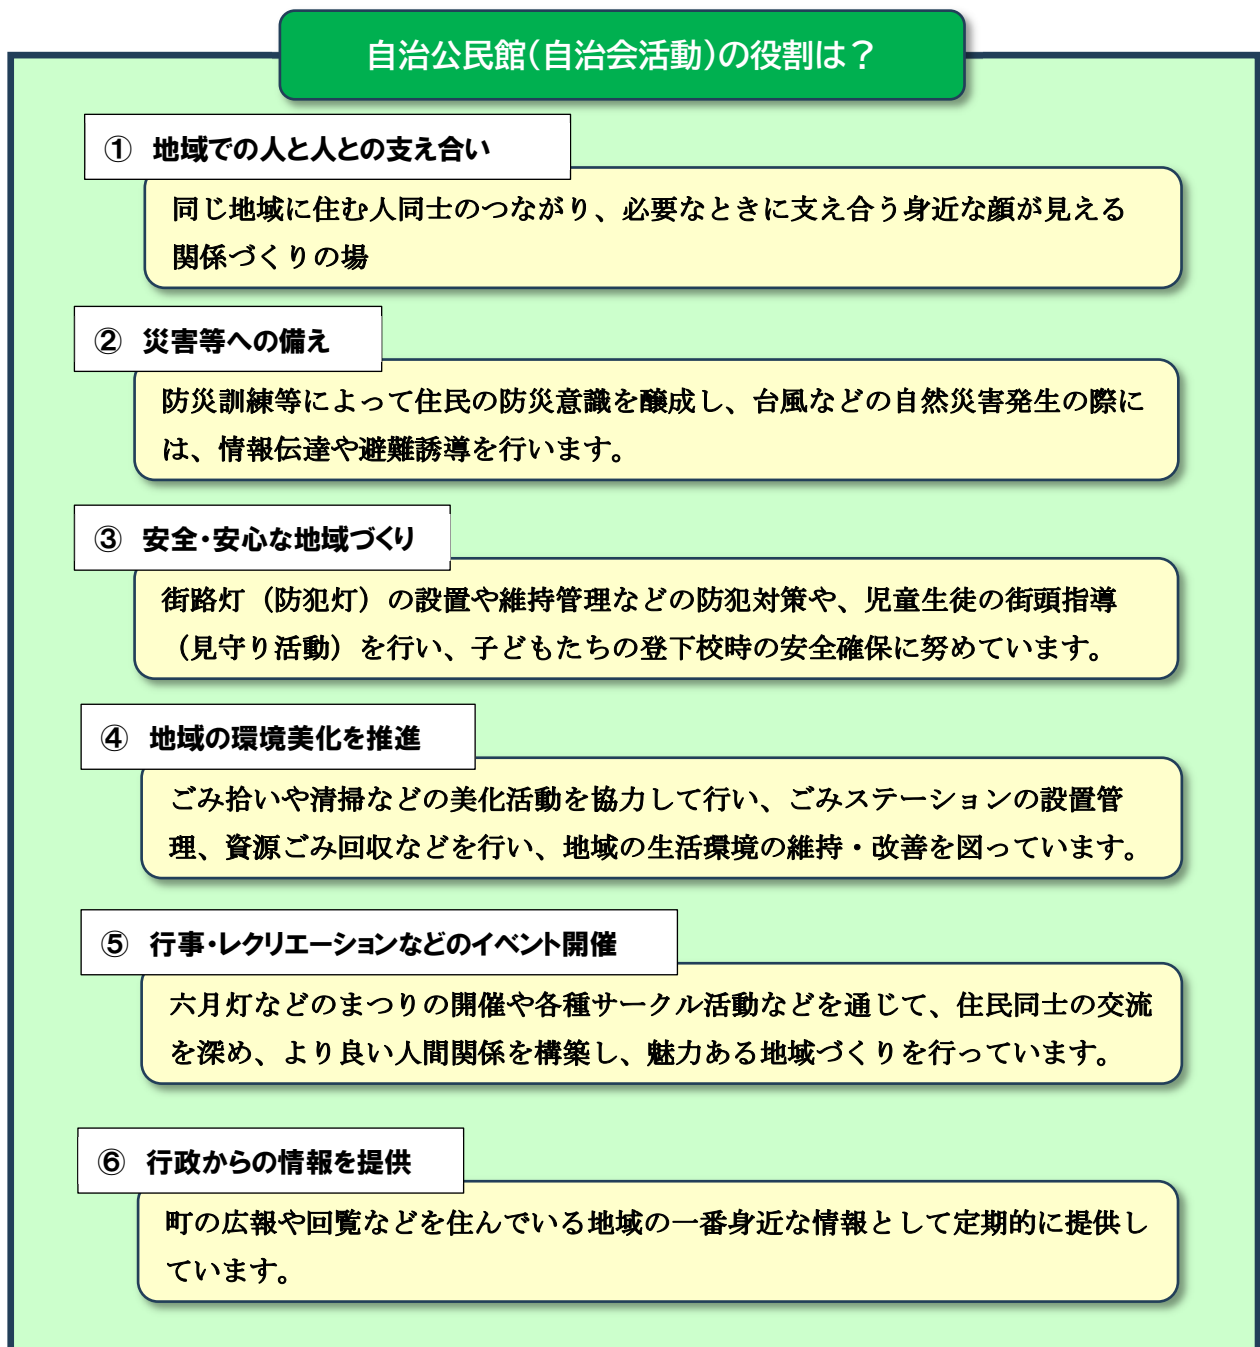 自治公民館(自治会活動)の役割は？
① 地域での人と人との支え合い
同じ地域に住む人同士のつながり、必要なときに支え合う身近な顔が見える
関係づくりの場
② 災害等への備え
防災訓練等によって住民の防災意識を醸成し、台風などの自然災害発生の際に
は、情報伝達や避難誘導を行います。
③ 安全・安心な地域づくり
街路灯（防犯灯）の設置や維持管理などの防犯対策や、児童生徒の街頭指導
（見守り活動）を行い、子どもたちの登下校時の安全確保に努めています。
④ 地域の環境美化を推進
ごみ拾いや清掃などの美化活動を協力して行い、ごみステーションの設置管
理、資源ごみ回収などを行い、地域の生活環境の維持・改善を図っています。
⑤ 行事・レクリエーションなどのイベント開催
六月灯などのまつりの開催や各種サークル活動などを通じて、住民同士の交流
を深め、より良い人間関係を構築し、魅力ある地域づくりを行っています。
⑥ 行政からの情報を提供
町の広報や回覧などを住んでいる地域の一番身近な情報として定期的に提供し
ています。